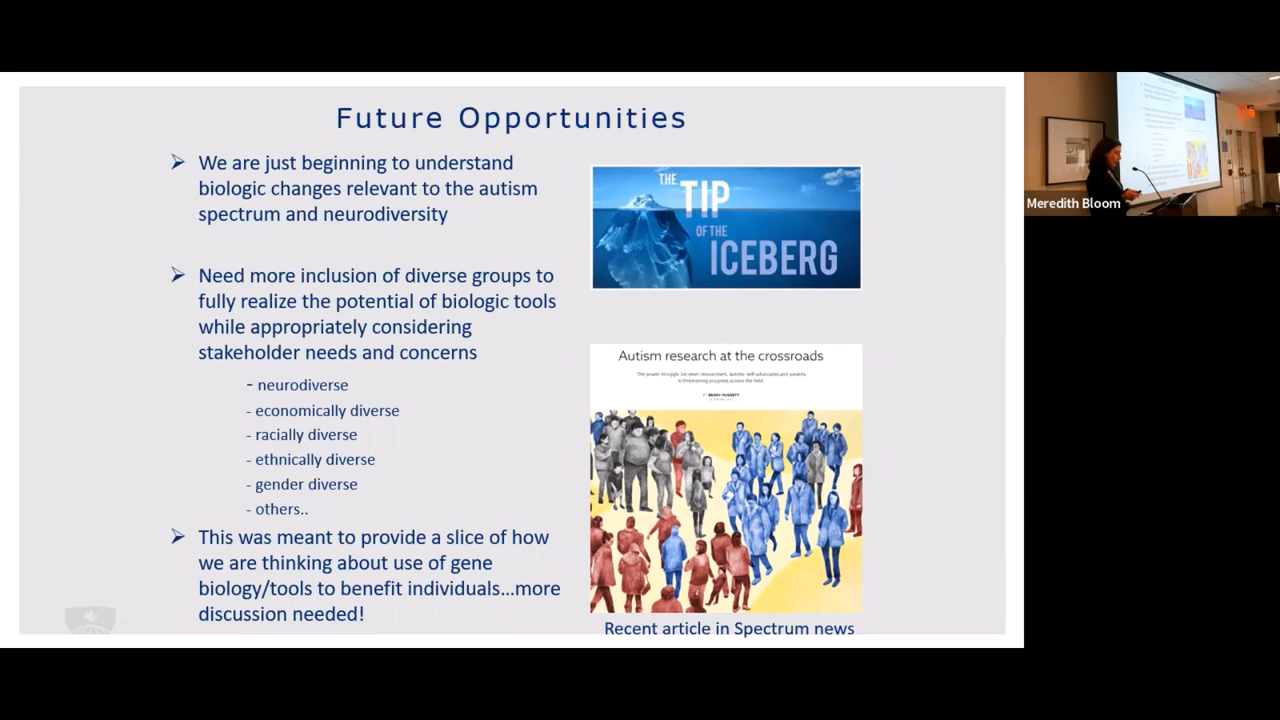 Future Opportunities
➢ We are just beginning to understand
biologic changes relevant to the autism
spectrum and neurodiversity
➢ Need more inclusion of diverse groups to
fully realize the potential of biologic tools
while appropriately considering
stakeholder needs and concerns
- neurodiverse
- economically diverse
- racially diverse
- ethnically diverse
- gender diverse
- others..
➢ This was meant to provide a slice of how
we are thinking about use of gene
biology/tools to benefit individuals...more
discussion needed!
THE TIP
OF THE
ICEBERG
Autism research at the crossroads
The power struggle between researchers, autistic self-advocates and parents
is threatening progress across the field.
BY BRADY HUGGETT
Recent article in Spectrum news
Meredith Bloom